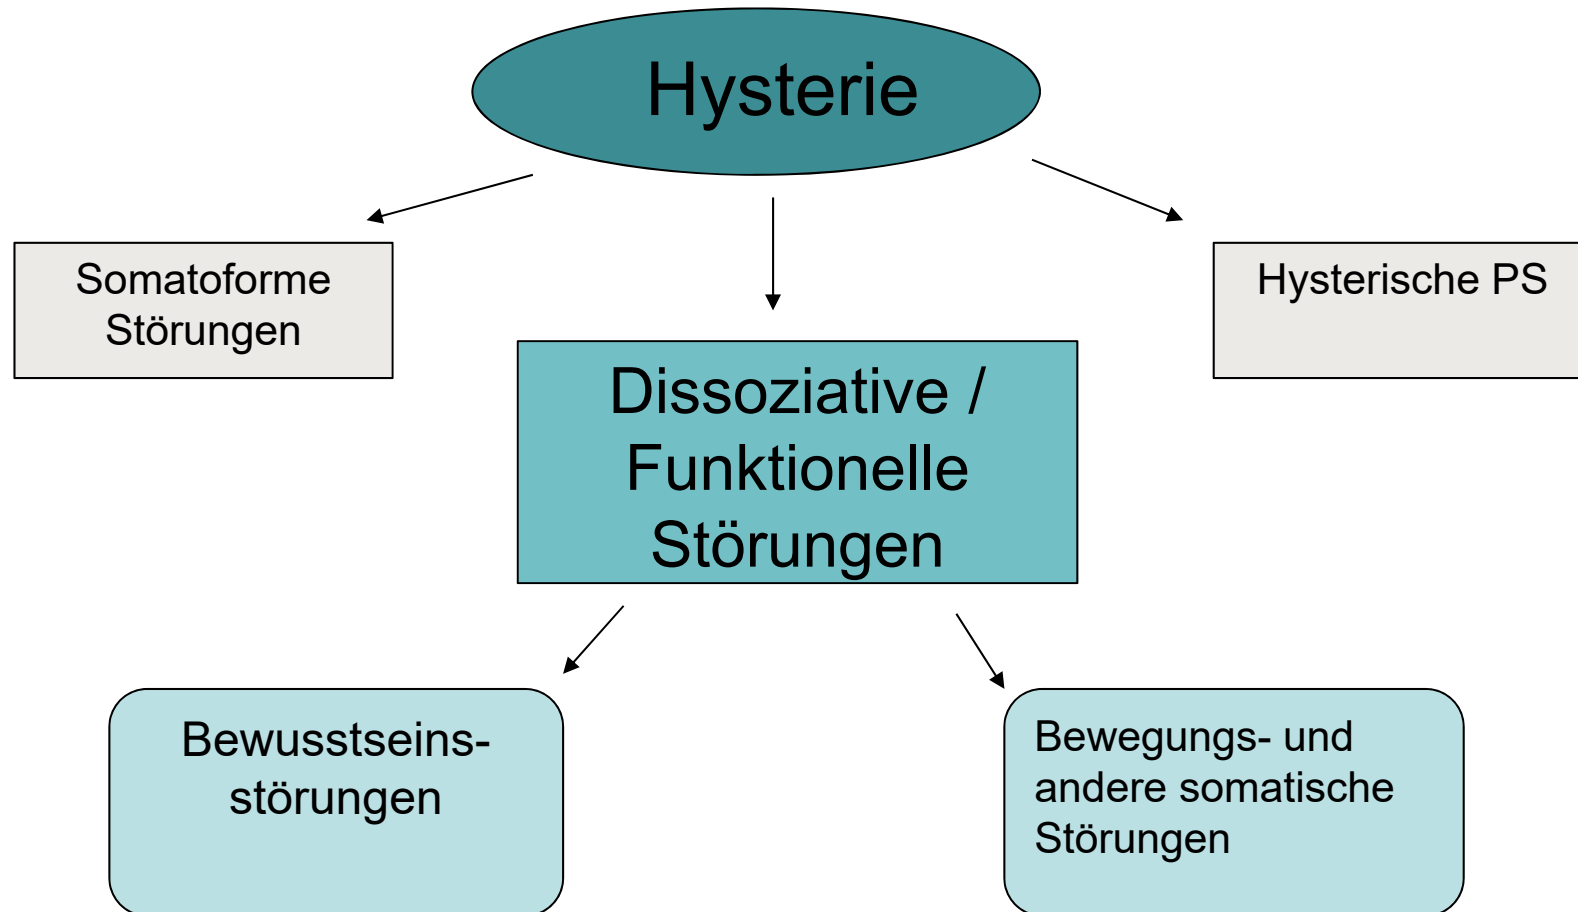 Hysterie
Somatoforme
Störungen
Hysterische PS
Dissoziative /
Funktionelle
Störungen
Bewusstseins-
störungen
Bewegungs- und
andere somatische
Störungen